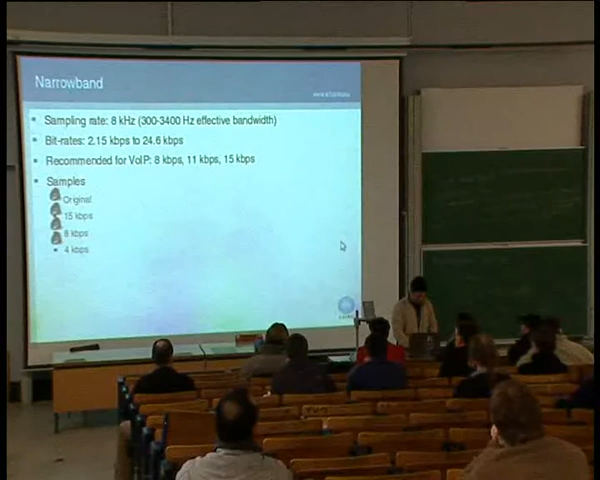 Narrowband
Sampling rate: 8 kHz (300-3400 Hz effective bandwidth)
Bit-rates: 2.15 kbps to 24.6 kbps
Recommended for VoIP: 8 kbps, 11 kbps, 15 kbps
Samples
Original
15 kbps
8 kbps
4 kbps